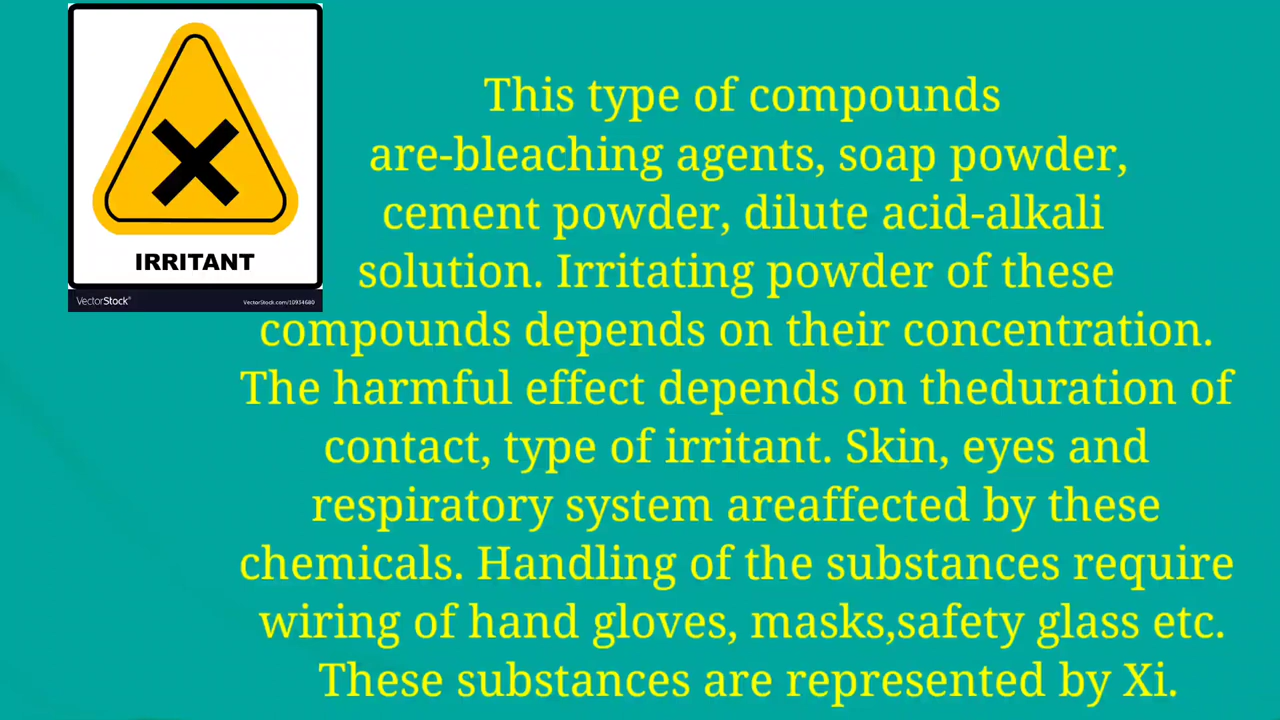 IRRITANT
VectorStock®
VectorStock.com/10934680
This type of compounds
are-bleaching agents, soap powder,
cement powder, dilute acid-alkali
solution. Irritating powder of these
compounds depends on their concentration.
The harmful effect depends on theduration of
contact, type of irritant. Skin, eyes and
respiratory system areaffected by these
chemicals. Handling of the substances require
wiring of hand gloves, masks,safety glass etc.
These substances are represented by Xi.